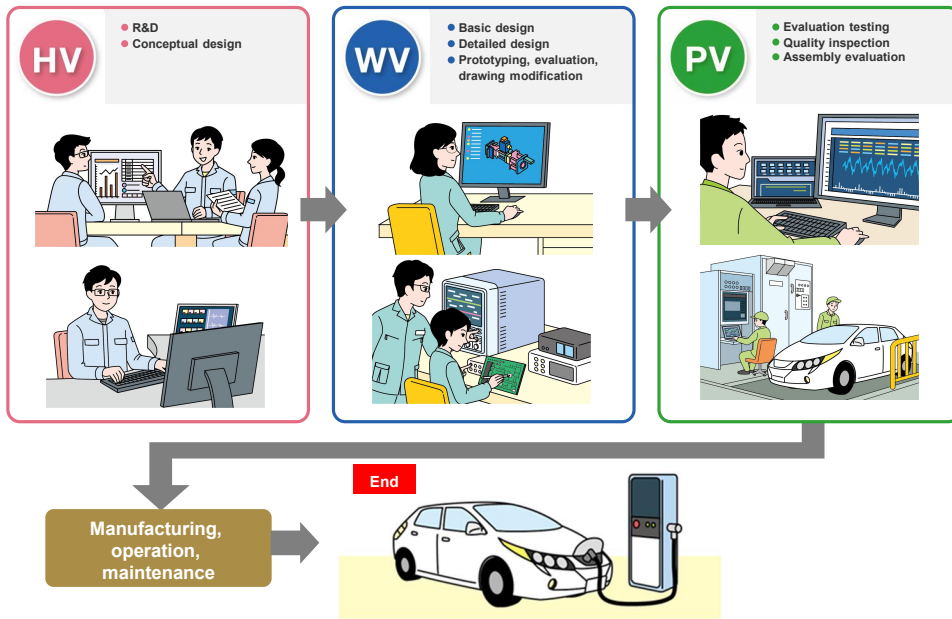 HV
R&D
Conceptual design
WV
Basic design
Detailed design
Prototyping, evaluation,
drawing modification
PV
Evaluation testing
Quality inspection
Assembly evaluation
End
Manufacturing,
operation,
maintenance